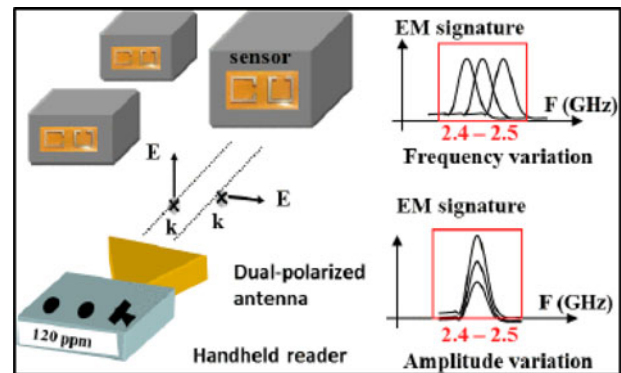 sensor
E
E
k
k
Dual-polarized
antenna
120 ppm
Handheld reader
EM signature
F (GHz)
2.4 – 2.5
Frequency variation
EM signature
F (GHz)
2.4 – 2.5
Amplitude variation